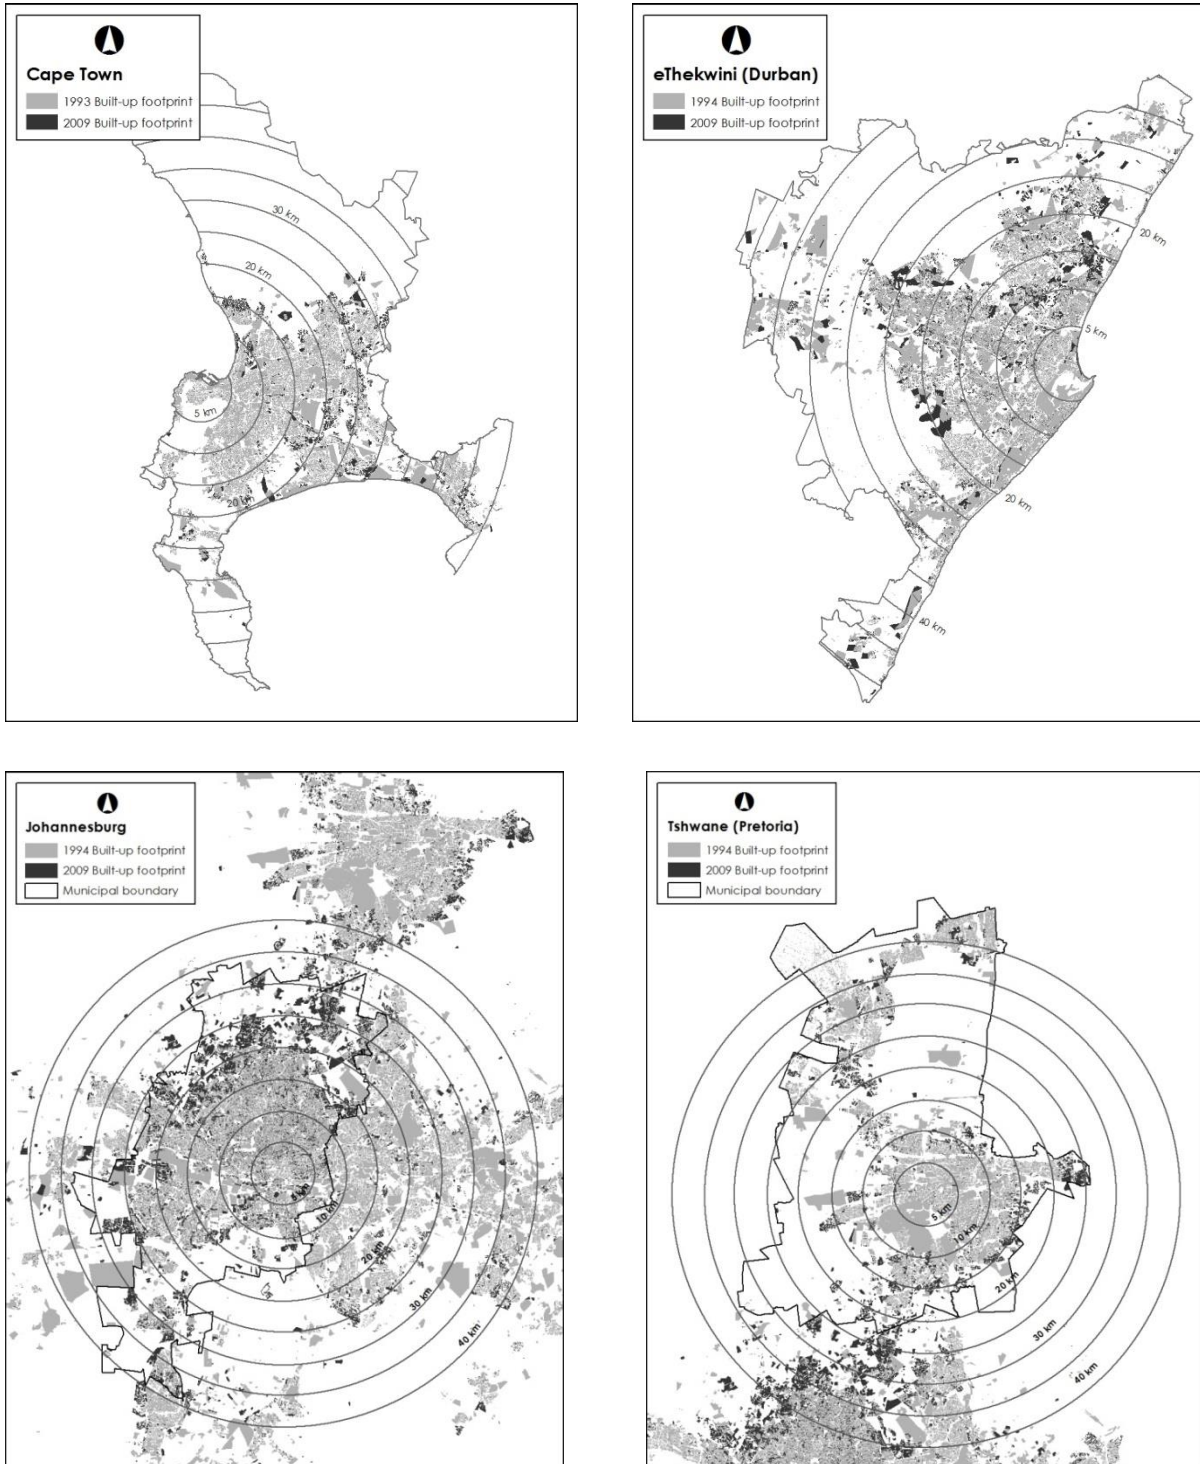 Cape Town
1993 Built-up footprint
2009 Built-up footprint
30 km
20 km
5 km
20 km
eThekwini (Durban)
1994 Built-up footprint
2009 Built-up footprint
20 km
5 km
20 km
40 km
Johannesburg
1994 Built-up footprint
2009 Built-up footprint
Municipal boundary
5 km
10 km
20 km
30 km
40 km
Tshwane (Pretoria)
1994 Built-up footprint
2009 Built-up footprint
Municipal boundary
5 km
10 km
20 km
30 km
40 km